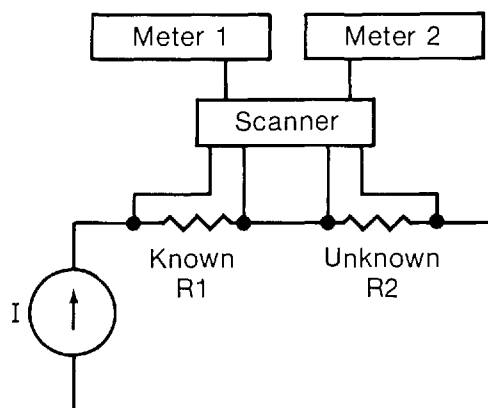 Meter 1 Meter 2
Scanner
Known Unknown
R1 R2
I